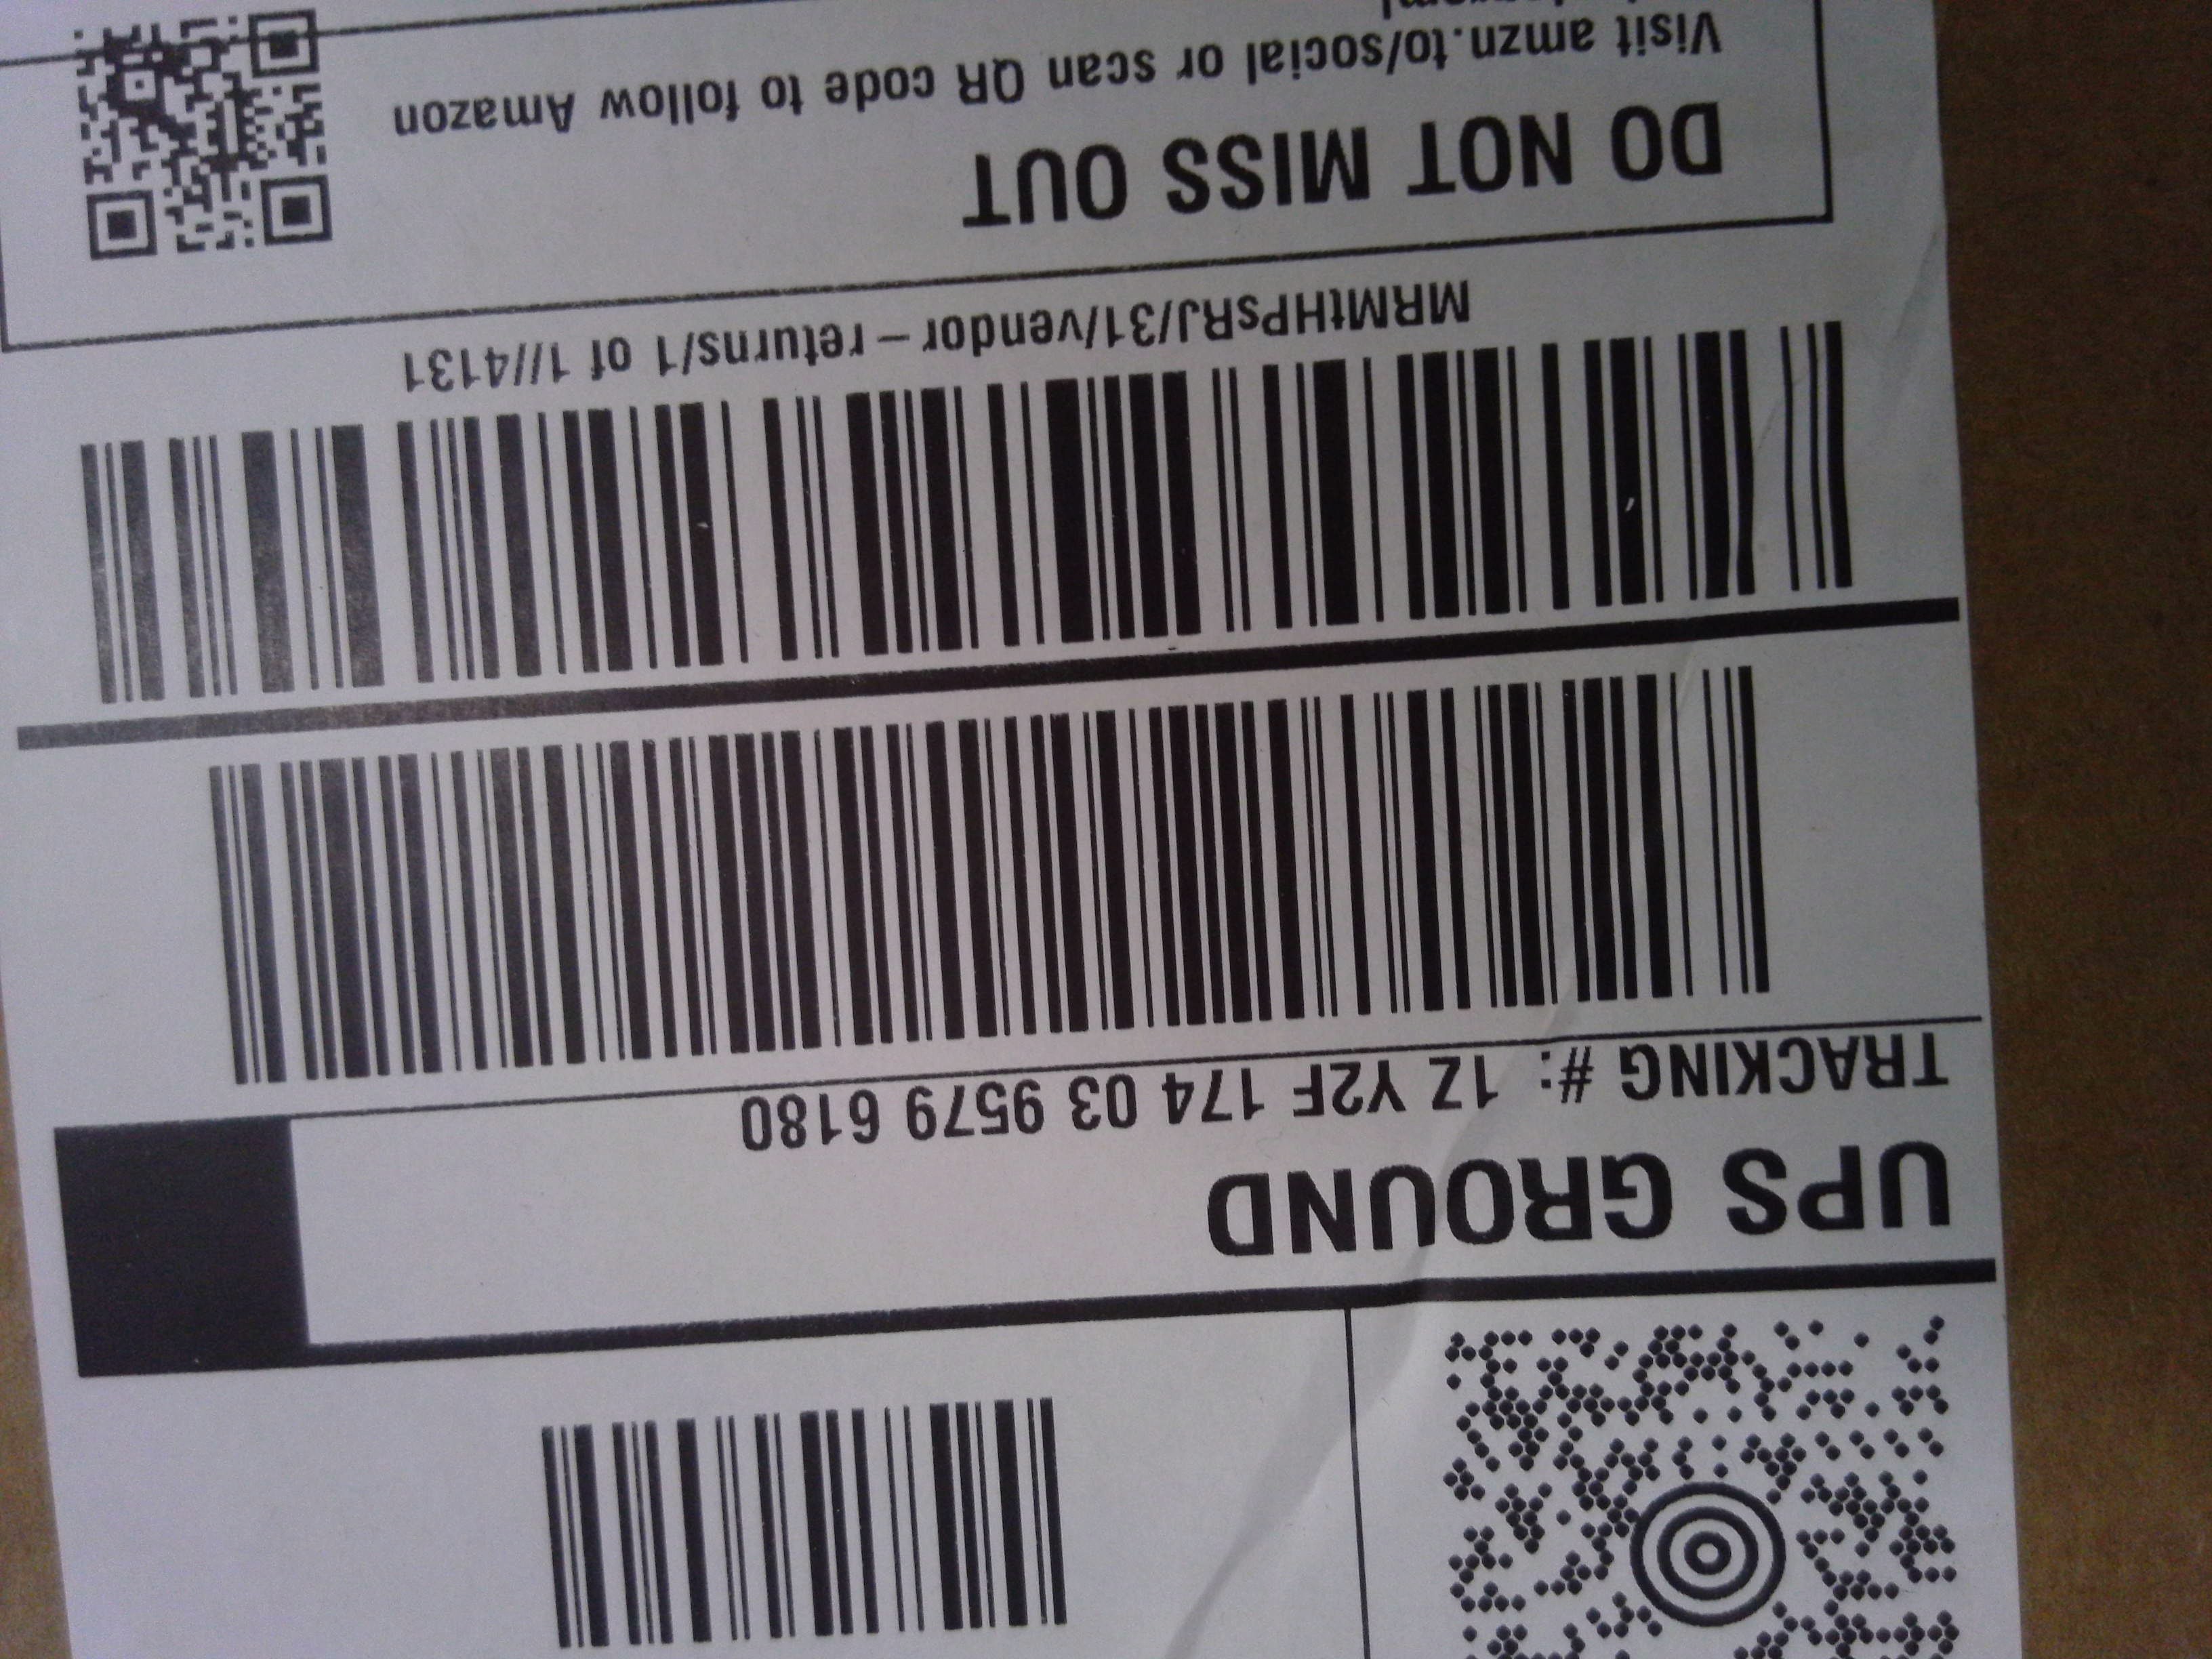 UPS GROUND
TRACKING #: 1Z Y2F 174 03 9579 6180
MRMtHPsRJ/31/vendor-returns/1 of 1//4131
DO NOT MISS OUT
Visit amzn.to/social or scan QR code to follow Amazon